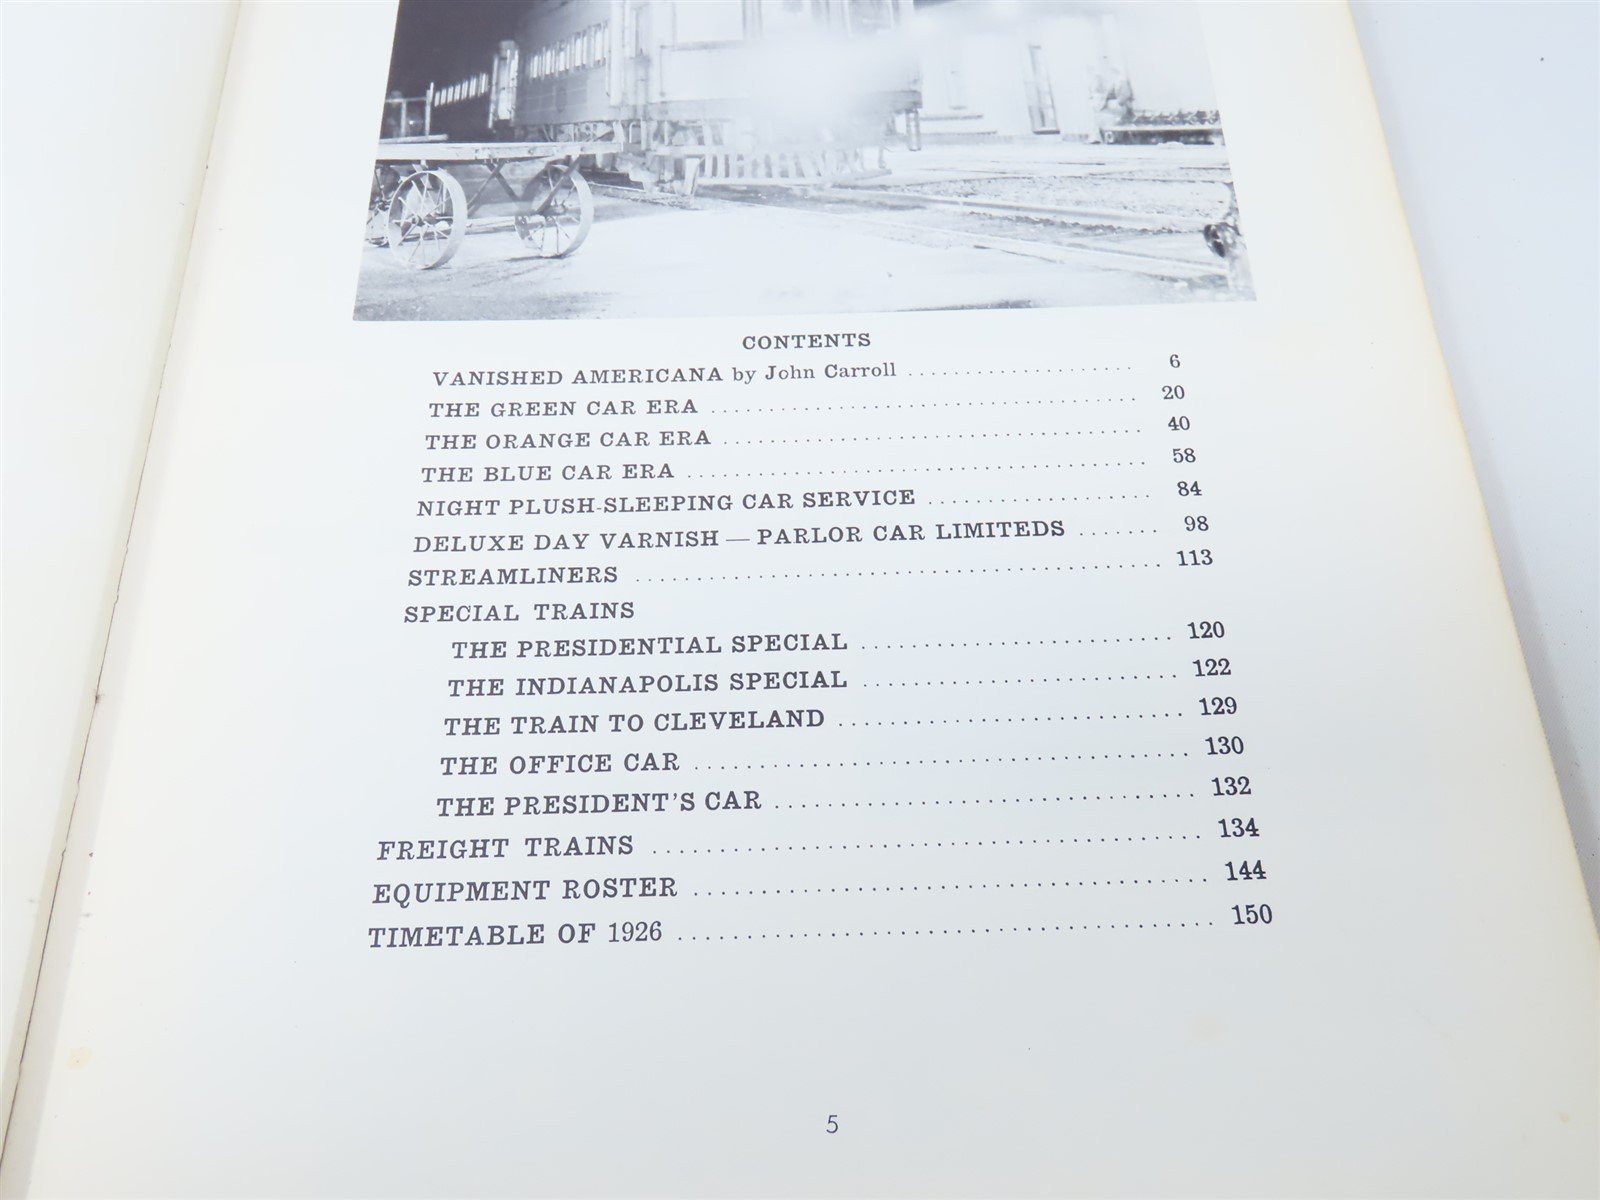 CONTENTS
VANISHED AMERICANA by John Carroll .................... 6
THE GREEN CAR ERA ..................................... 20
THE ORANGE CAR ERA .................................... 40
THE BLUE CAR ERA ....................................... 58
NIGHT PLUSH-SLEEPING CAR SERVICE ................... 84
DELUXE DAY VARNISH — PARLOR CAR LIMITEDS ....... 98
STREAMLINERS ............................................ 113
SPECIAL TRAINS
THE PRESIDENTIAL SPECIAL ............................ 120
THE INDIANAPOLIS SPECIAL ............................ 122
THE TRAIN TO CLEVELAND .............................. 129
THE OFFICE CAR ........................................ 130
THE PRESIDENT'S CAR ................................. 132
FREIGHT TRAINS .......................................... 134
EQUIPMENT ROSTER ...................................... 144
TIMETABLE OF 1926 ....................................... 150
5